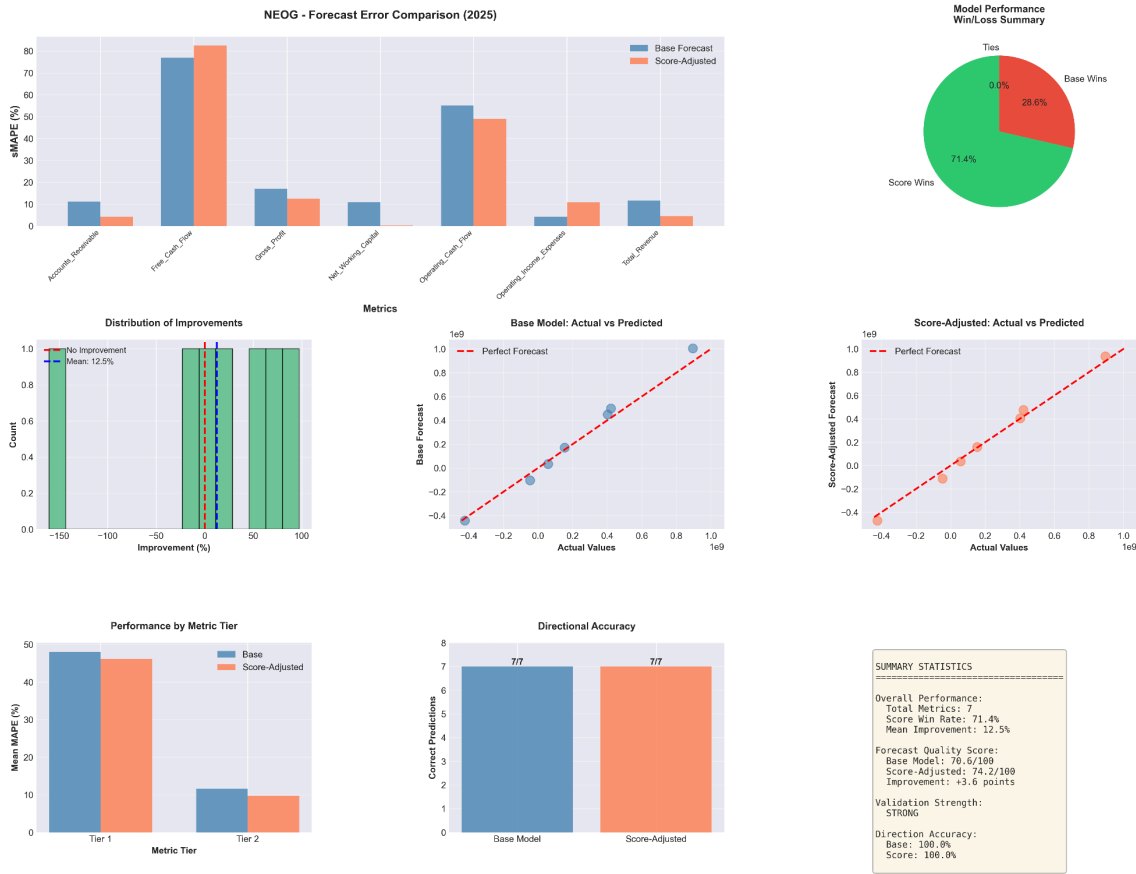 NEOG - Forecast Error Comparison (2025)
sMAPE (%)
80
70
60
50
40
30
20
10
0
Base Forecast
Score-Adjusted
Accounts_Receivable
Free_Cash_Flow
Gross_Profit
Net_Working_Capital
Operating_Cash_Flow
Operating_Income_Expenses
Total_Revenue
Metrics
Model Performance
Win/Loss Summary
Ties
0.0%
Base Wins
28.6%
71.4%
Score Wins
Distribution of Improvements
Count
1.0
0.8
0.6
0.4
0.2
0.0
No Improvement
Mean: 12.5%
−150
−100
−50
0
50
100
Improvement (%)
Base Model: Actual vs Predicted
1e9
Base Forecast
1.0
0.8
0.6
0.4
0.2
0.0
−0.2
−0.4
Perfect Forecast
−0.4
−0.2
0.0
0.2
0.4
0.6
0.8
1.0
Actual Values
1e9
Score-Adjusted: Actual vs Predicted
1e9
Score-Adjusted Forecast
1.0
0.8
0.6
0.4
0.2
0.0
−0.2
−0.4
Perfect Forecast
−0.4
−0.2
0.0
0.2
0.4
0.6
0.8
1.0
Actual Values
1e9
Performance by Metric Tier
Mean MAPE (%)
50
40
30
20
10
0
Base
Score-Adjusted
Tier 1
Tier 2
Metric Tier
Directional Accuracy
Correct Predictions
8
7
6
5
4
3
2
1
0
7/7
7/7
Base Model
Score-Adjusted
SUMMARY STATISTICS
===================================
Overall Performance:
Total Metrics: 7
Score Win Rate: 71.4%
Mean Improvement: 12.5%
Forecast Quality Score:
Base Model: 70.6/100
Score-Adjusted: 74.2/100
Improvement: +3.6 points
Validation Strength:
STRONG
Direction Accuracy:
Base: 100.0%
Score: 100.0%